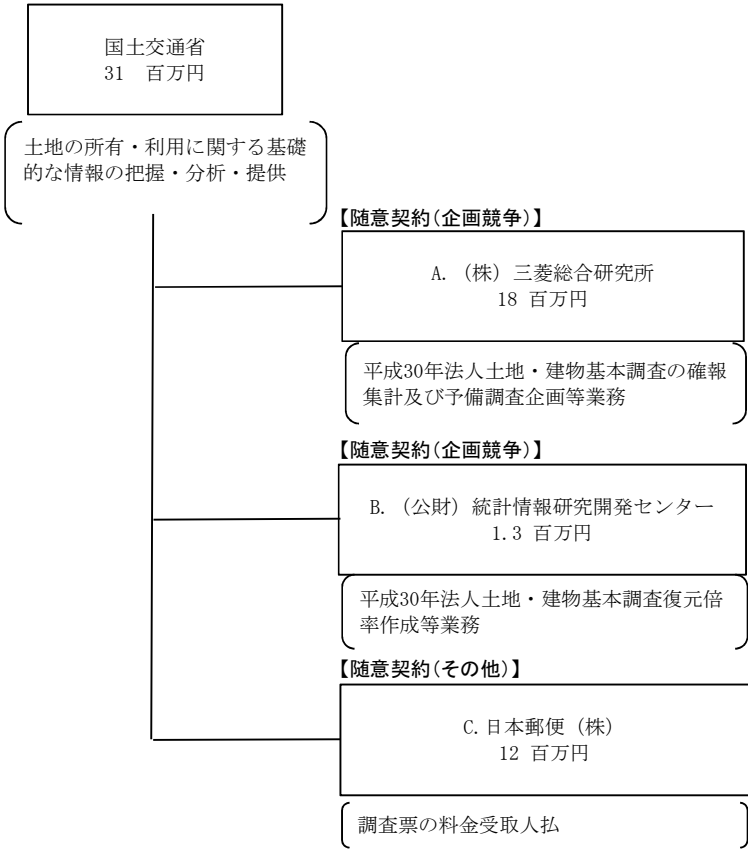 国土交通省
31　百万円
土地の所有・利用に関する基礎
的な情報の把握・分析・提供
【随意契約(企画競争)】
A. （株）三菱総合研究所
18 百万円
平成30年法人土地・建物基本調査の確報
集計及び予備調査企画等業務
【随意契約(企画競争)】
B. （公財）統計情報研究開発センター
1.3 百万円
平成30年法人土地・建物基本調査復元倍
率作成等業務
【随意契約(その他)】
C.日本郵便（株）
12 百万円
調査票の料金受取人払